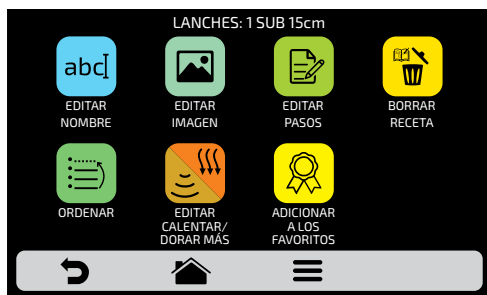 LANCHES: 1 SUB 15cm
abc
EDITAR
NOMBRE
EDITAR
IMAGEN
EDITAR
PASOS
BORRAR
RECETA
ORDENAR
EDITAR
CALENTAR/
DORAR MÁS
ADICIONAR
A LOS
FAVORITOS